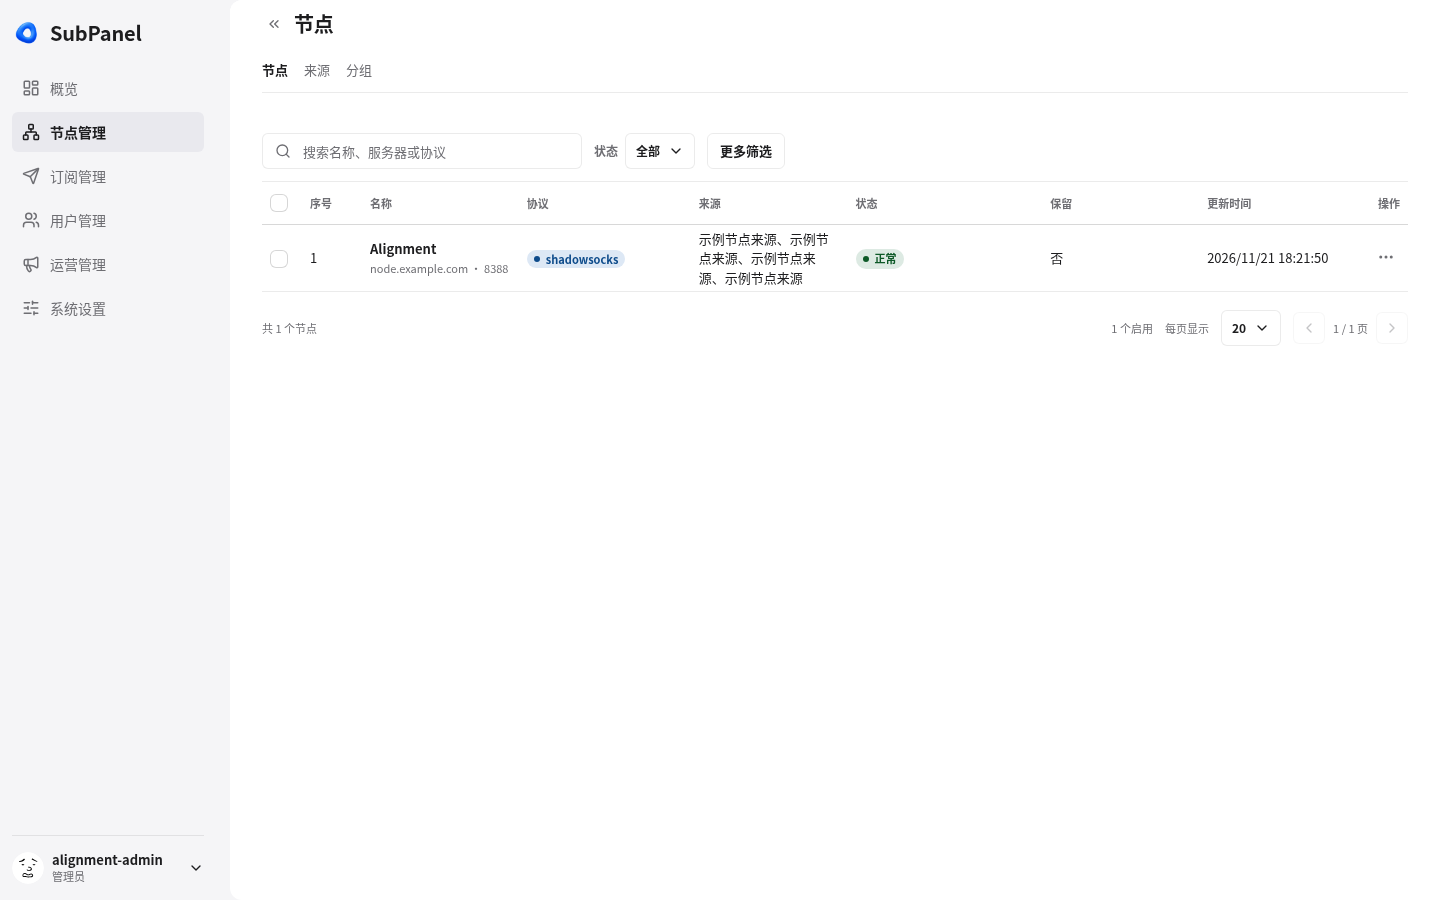 SubPanel
概览
节点管理
订阅管理
用户管理
运营管理
系统设置
alignment-admin
管理员
节点
节点 来源 分组
搜索名称、服务器或协议 状态 全部 更多筛选
序号 名称 协议 来源 状态 保留 更新时间 操作
1 Alignment shadowsocks 正常 否 2026/11/21 18:21:50
node.example.com · 8388
示例节点来源、示例节
点来源、示例节点来
源、示例节点来源
共 1 个节点 1 个启用 每页显示 20 1 / 1 页